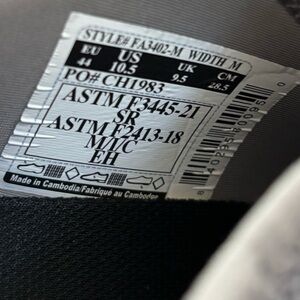 STYLE# FA3402-M WIDTH M
EU US UK CM
44 10.5 9.5 28.5
PO# CH1983
ASTM F3445-21
SR
ASTM F2413-18
M/I/C
EH
Made in Cambodia/Fabriqué au Cambodge